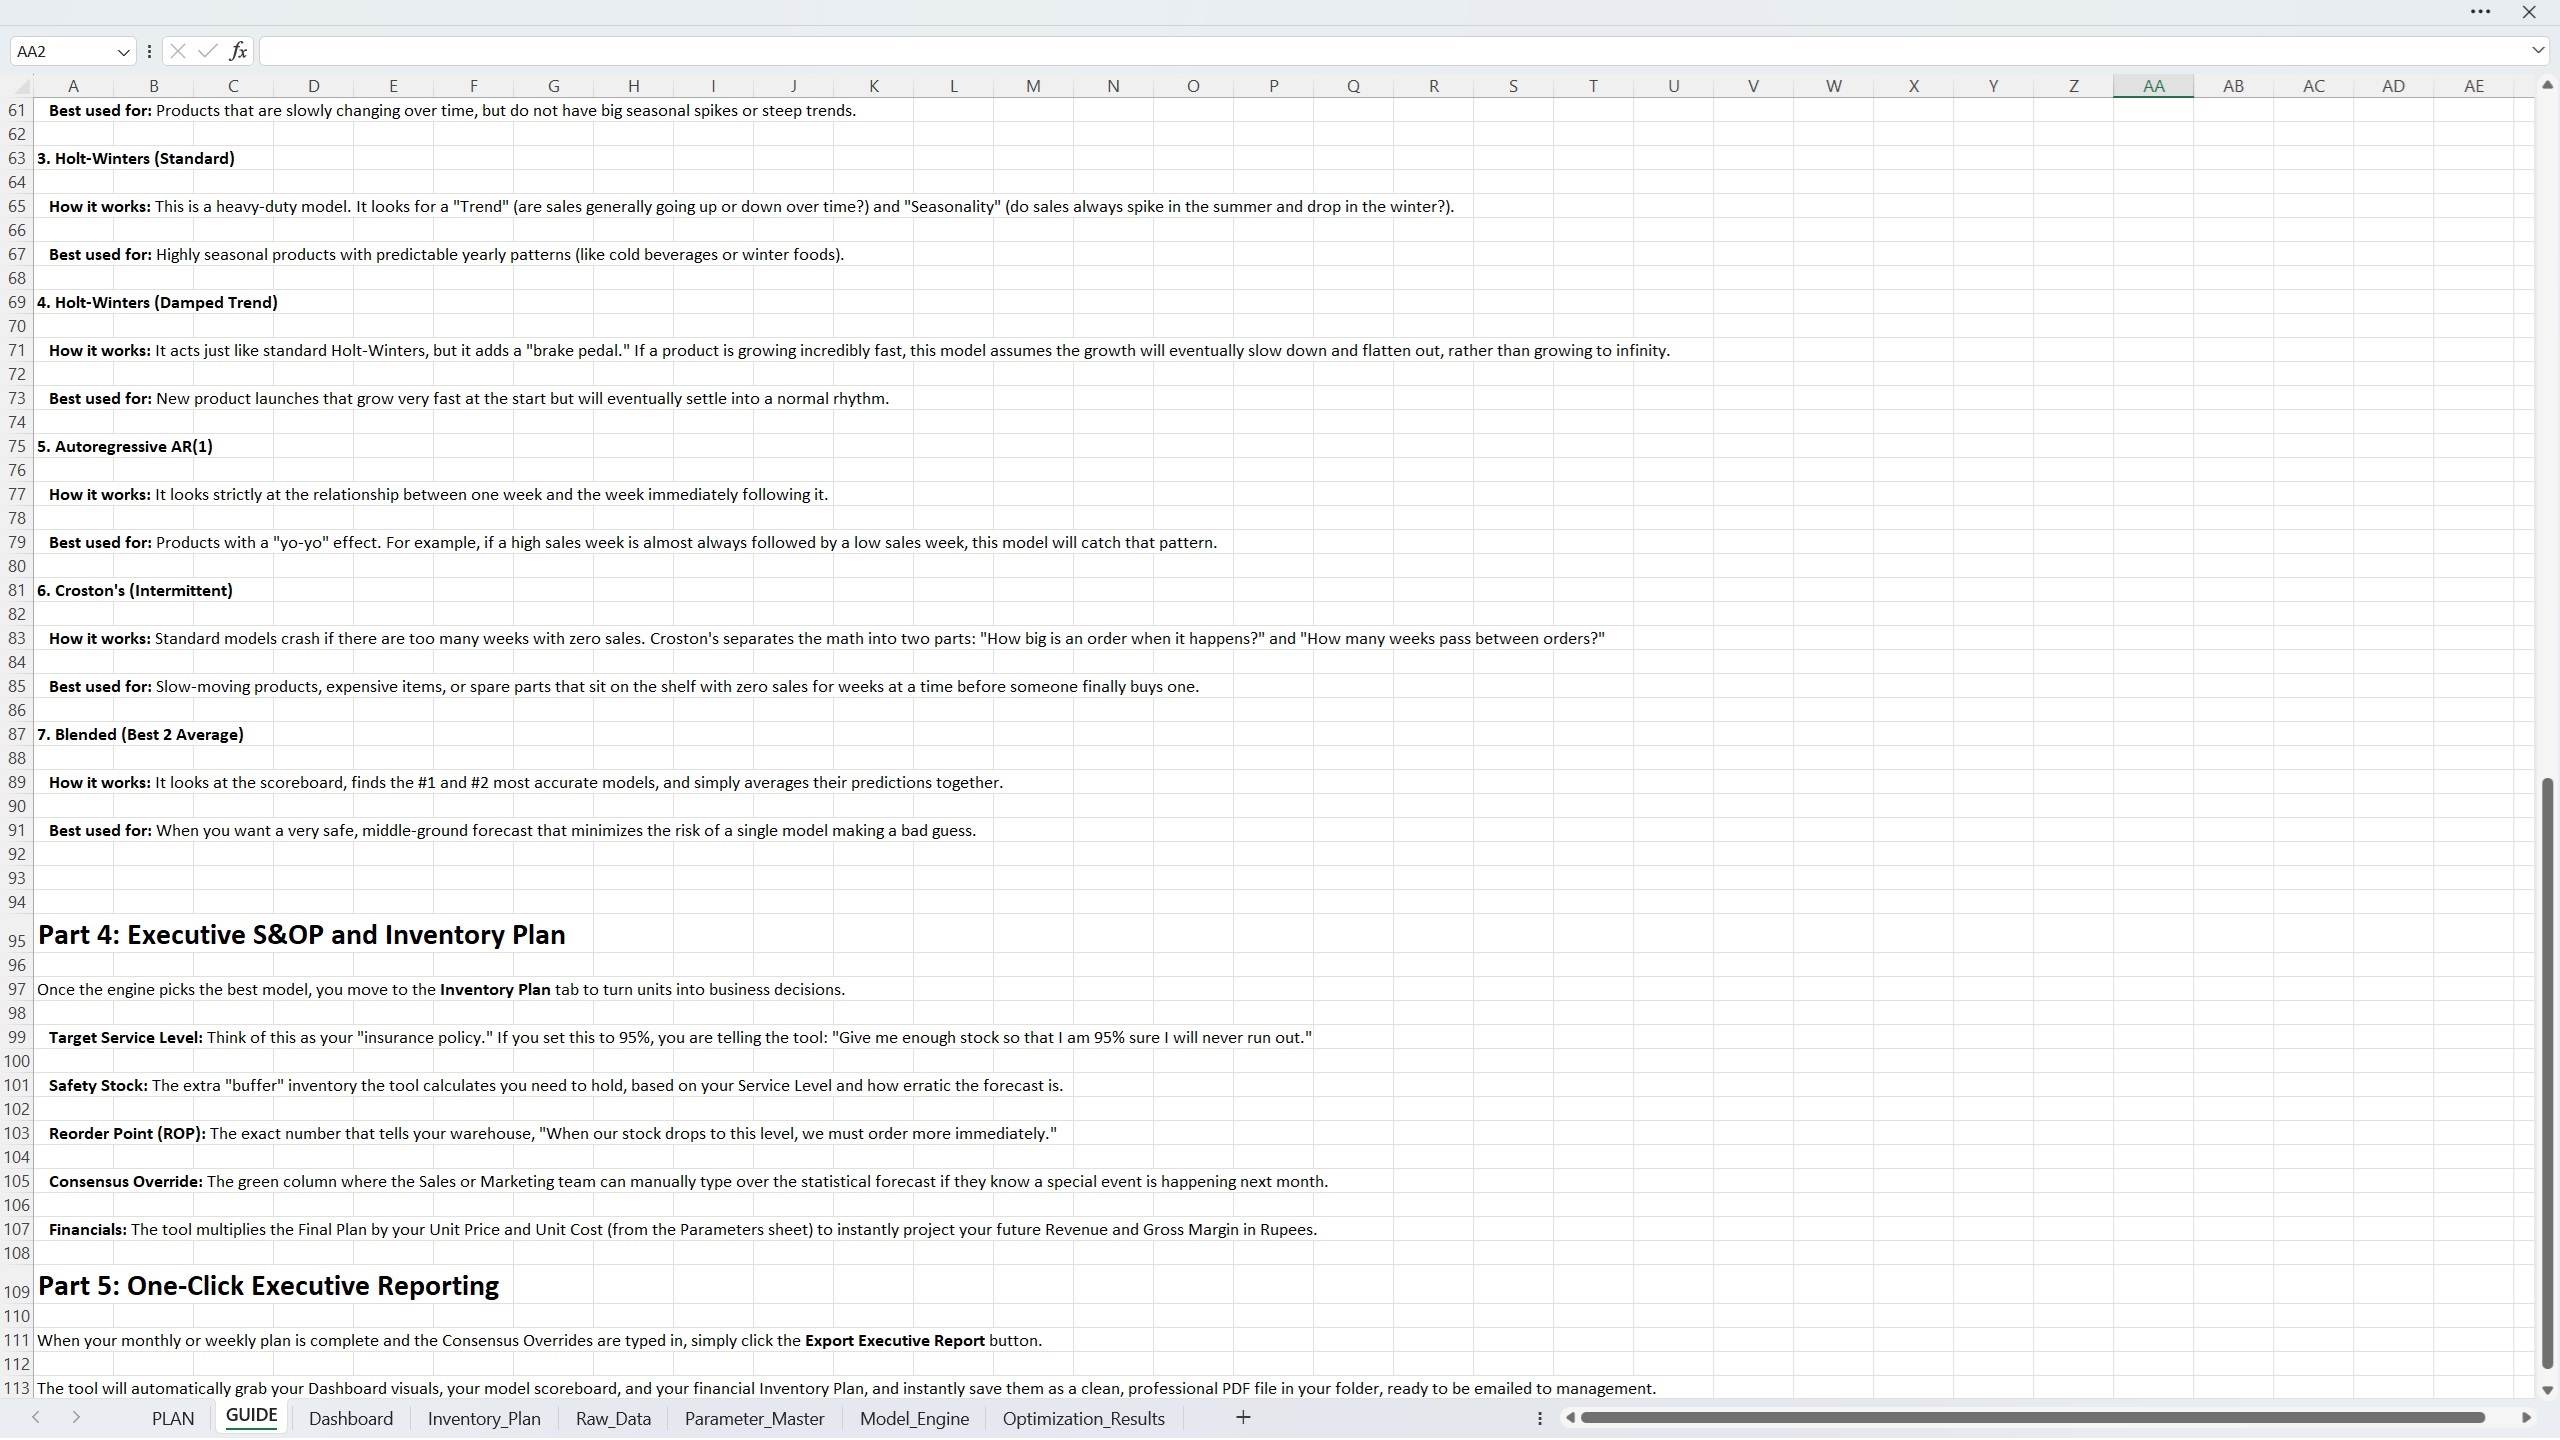 AA2
fx
A B C D E F G H I J K L M N O P Q R S T U V W X Y Z AA AB AC AD AE
61 Best used for: Products that are slowly changing over time, but do not have big seasonal spikes or steep trends.
62
63 3. Holt-Winters (Standard)
64
65 How it works: This is a heavy-duty model. It looks for a "Trend" (are sales generally going up or down over time?) and "Seasonality" (do sales always spike in the summer and drop in the winter?).
66
67 Best used for: Highly seasonal products with predictable yearly patterns (like cold beverages or winter foods).
68
69 4. Holt-Winters (Damped Trend)
70
71 How it works: It acts just like standard Holt-Winters, but it adds a "brake pedal." If a product is growing incredibly fast, this model assumes the growth will eventually slow down and flatten out, rather than growing to infinity.
72
73 Best used for: New product launches that grow very fast at the start but will eventually settle into a normal rhythm.
74
75 5. Autoregressive AR(1)
76
77 How it works: It looks strictly at the relationship between one week and the week immediately following it.
78
79 Best used for: Products with a "yo-yo" effect. For example, if a high sales week is almost always followed by a low sales week, this model will catch that pattern.
80
81 6. Croston's (Intermittent)
82
83 How it works: Standard models crash if there are too many weeks with zero sales. Croston's separates the math into two parts: "How big is an order when it happens?" and "How many weeks pass between orders?"
84
85 Best used for: Slow-moving products, expensive items, or spare parts that sit on the shelf with zero sales for weeks at a time before someone finally buys one.
86
87 7. Blended (Best 2 Average)
88
89 How it works: It looks at the scoreboard, finds the #1 and #2 most accurate models, and simply averages their predictions together.
90
91 Best used for: When you want a very safe, middle-ground forecast that minimizes the risk of a single model making a bad guess.
92
93
94
95 Part 4: Executive S&OP and Inventory Plan
96
97 Once the engine picks the best model, you move to the Inventory Plan tab to turn units into business decisions.
98
99 Target Service Level: Think of this as your "insurance policy." If you set this to 95%, you are telling the tool: "Give me enough stock so that I am 95% sure I will never run out."
100
101 Safety Stock: The extra "buffer" inventory the tool calculates you need to hold, based on your Service Level and how erratic the forecast is.
102
103 Reorder Point (ROP): The exact number that tells your warehouse, "When our stock drops to this level, we must order more immediately."
104
105 Consensus Override: The green column where the Sales or Marketing team can manually type over the statistical forecast if they know a special event is happening next month.
106
107 Financials: The tool multiplies the Final Plan by your Unit Price and Unit Cost (from the Parameters sheet) to instantly project your future Revenue and Gross Margin in Rupees.
108
109 Part 5: One-Click Executive Reporting
110
111 When your monthly or weekly plan is complete and the Consensus Overrides are typed in, simply click the Export Executive Report button.
112
113 The tool will automatically grab your Dashboard visuals, your model scoreboard, and your financial Inventory Plan, and instantly save them as a clean, professional PDF file in your folder, ready to be emailed to management.
PLAN GUIDE Dashboard Inventory_Plan Raw_Data Parameter_Master Model_Engine Optimization_Results